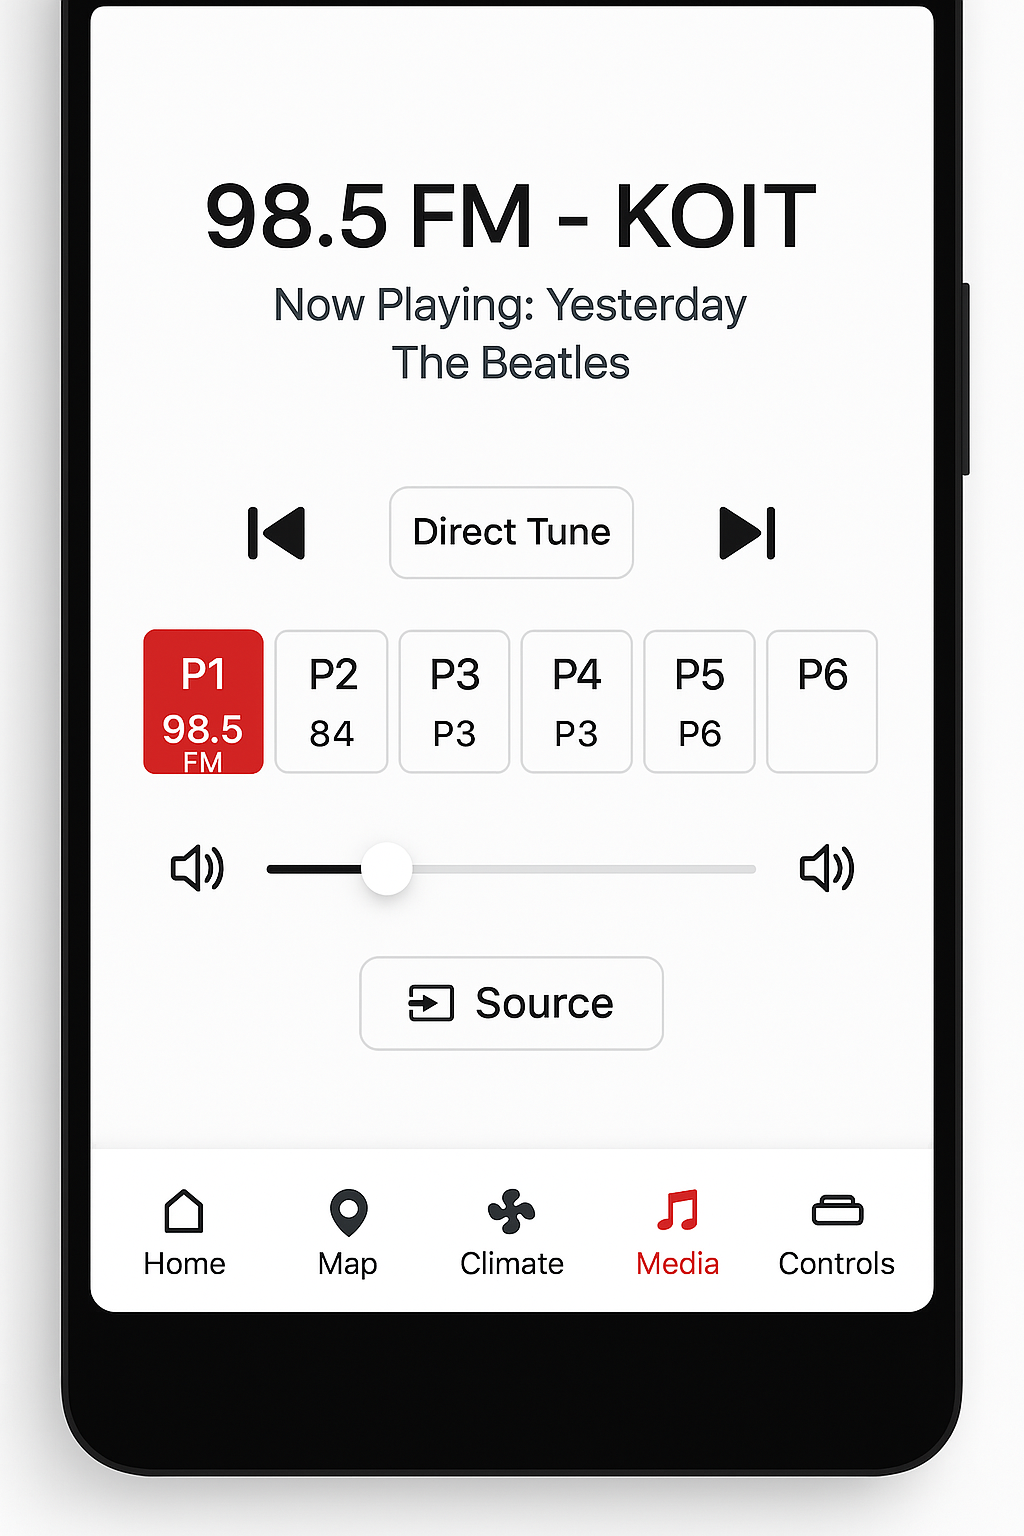 98.5 FM - KOIT
Now Playing: Yesterday
The Beatles
Direct Tune
P1 P2 P3 P4 P5 P6
98.5 84 P3 P3 P6
FM
Source
Home Map Climate Media Controls